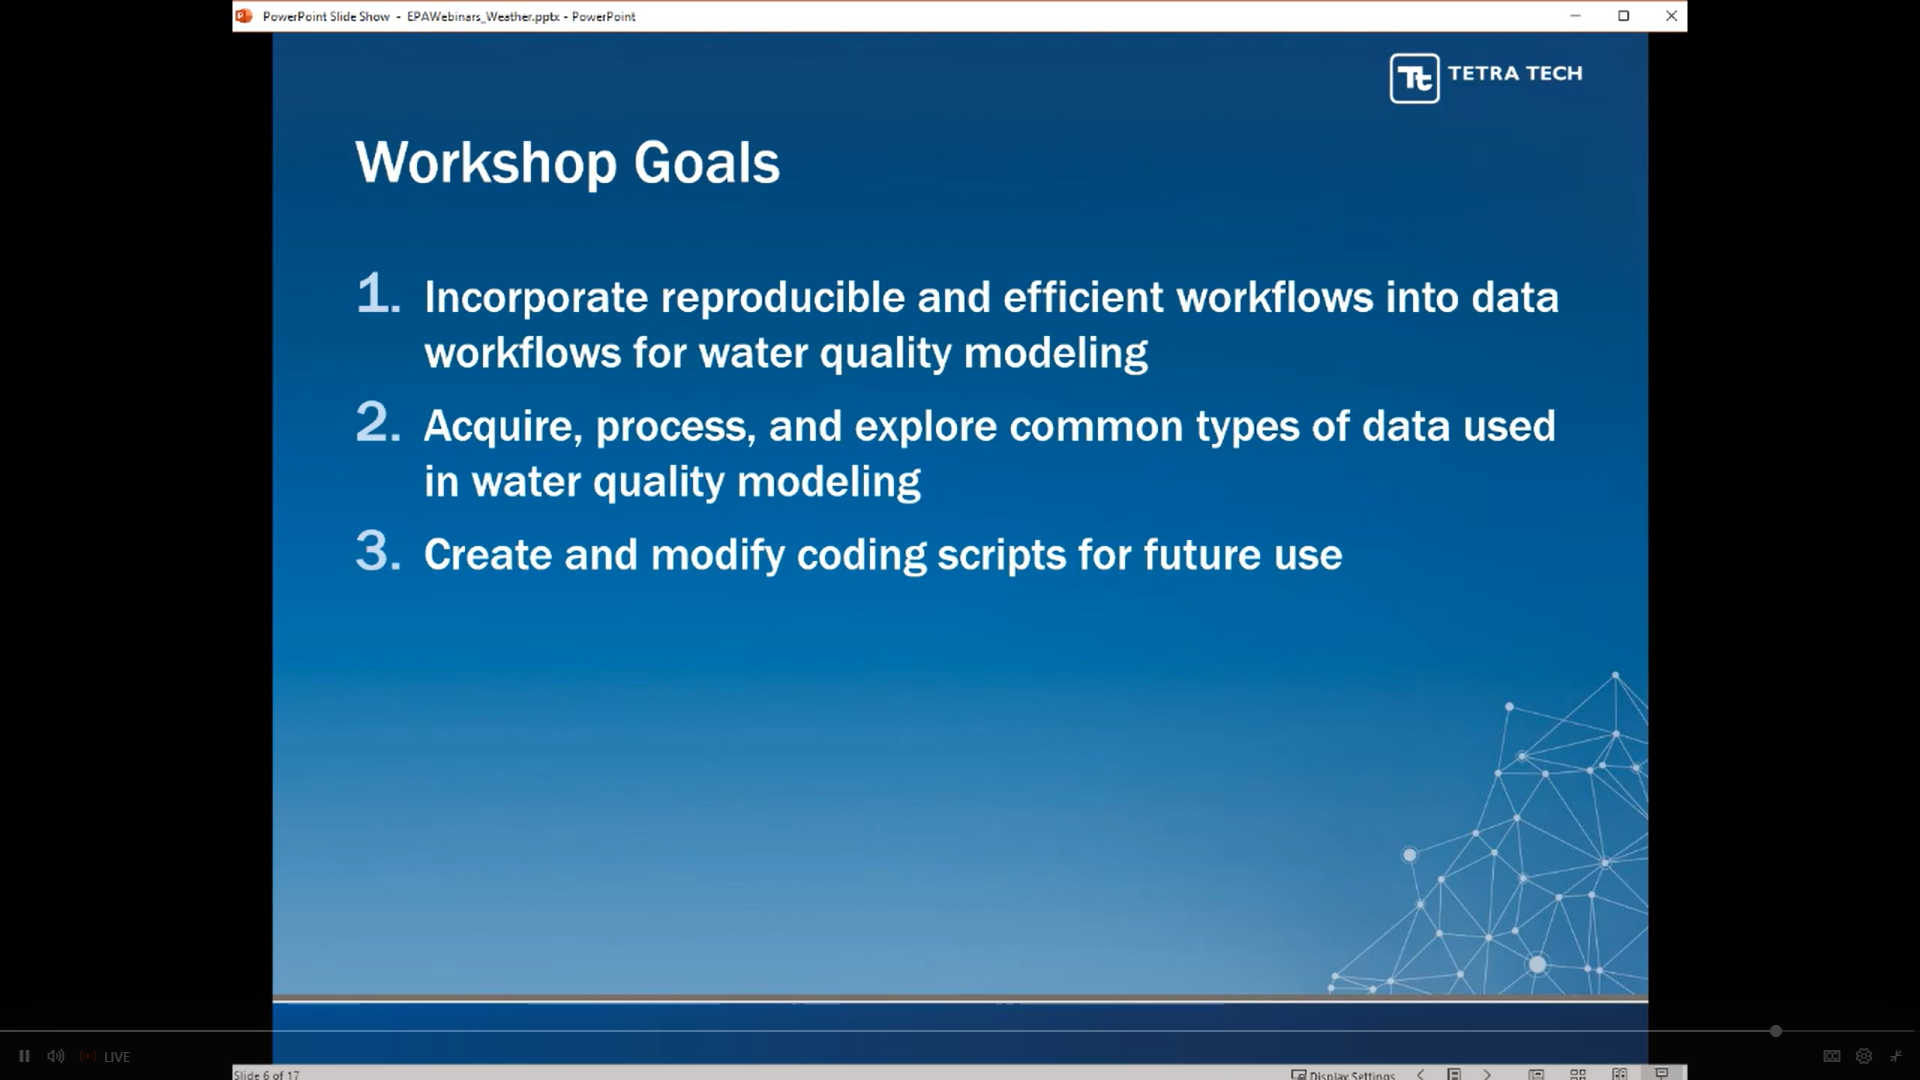 PowerPoint Slide Show - EPAWebinars_Weather.pptx - PowerPoint
Tt TETRA TECH
Workshop Goals
1. Incorporate reproducible and efficient workflows into data
workflows for water quality modeling
2. Acquire, process, and explore common types of data used
in water quality modeling
3. Create and modify coding scripts for future use
LIVE
CC
Slide 6 of 17
Display Settings